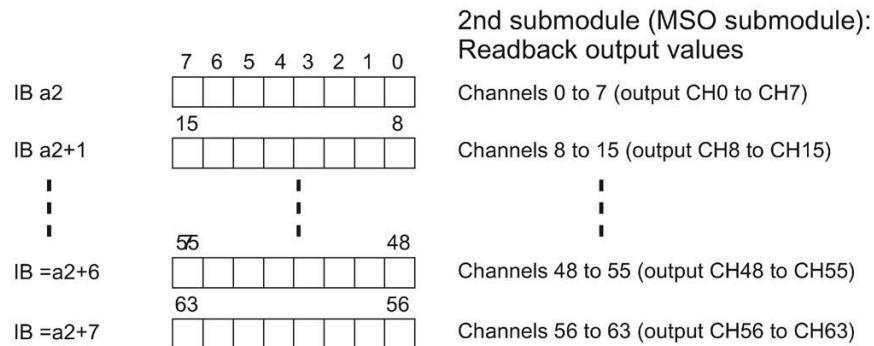 2nd submodule (MSO submodule):
Readback output values
7 6 5 4 3 2 1 0
IB a2 Channels 0 to 7 (output CH0 to CH7)
15 8
IB a2+1 Channels 8 to 15 (output CH8 to CH15)
55 48
IB =a2+6 Channels 48 to 55 (output CH48 to CH55)
63 56
IB =a2+7 Channels 56 to 63 (output CH56 to CH63)